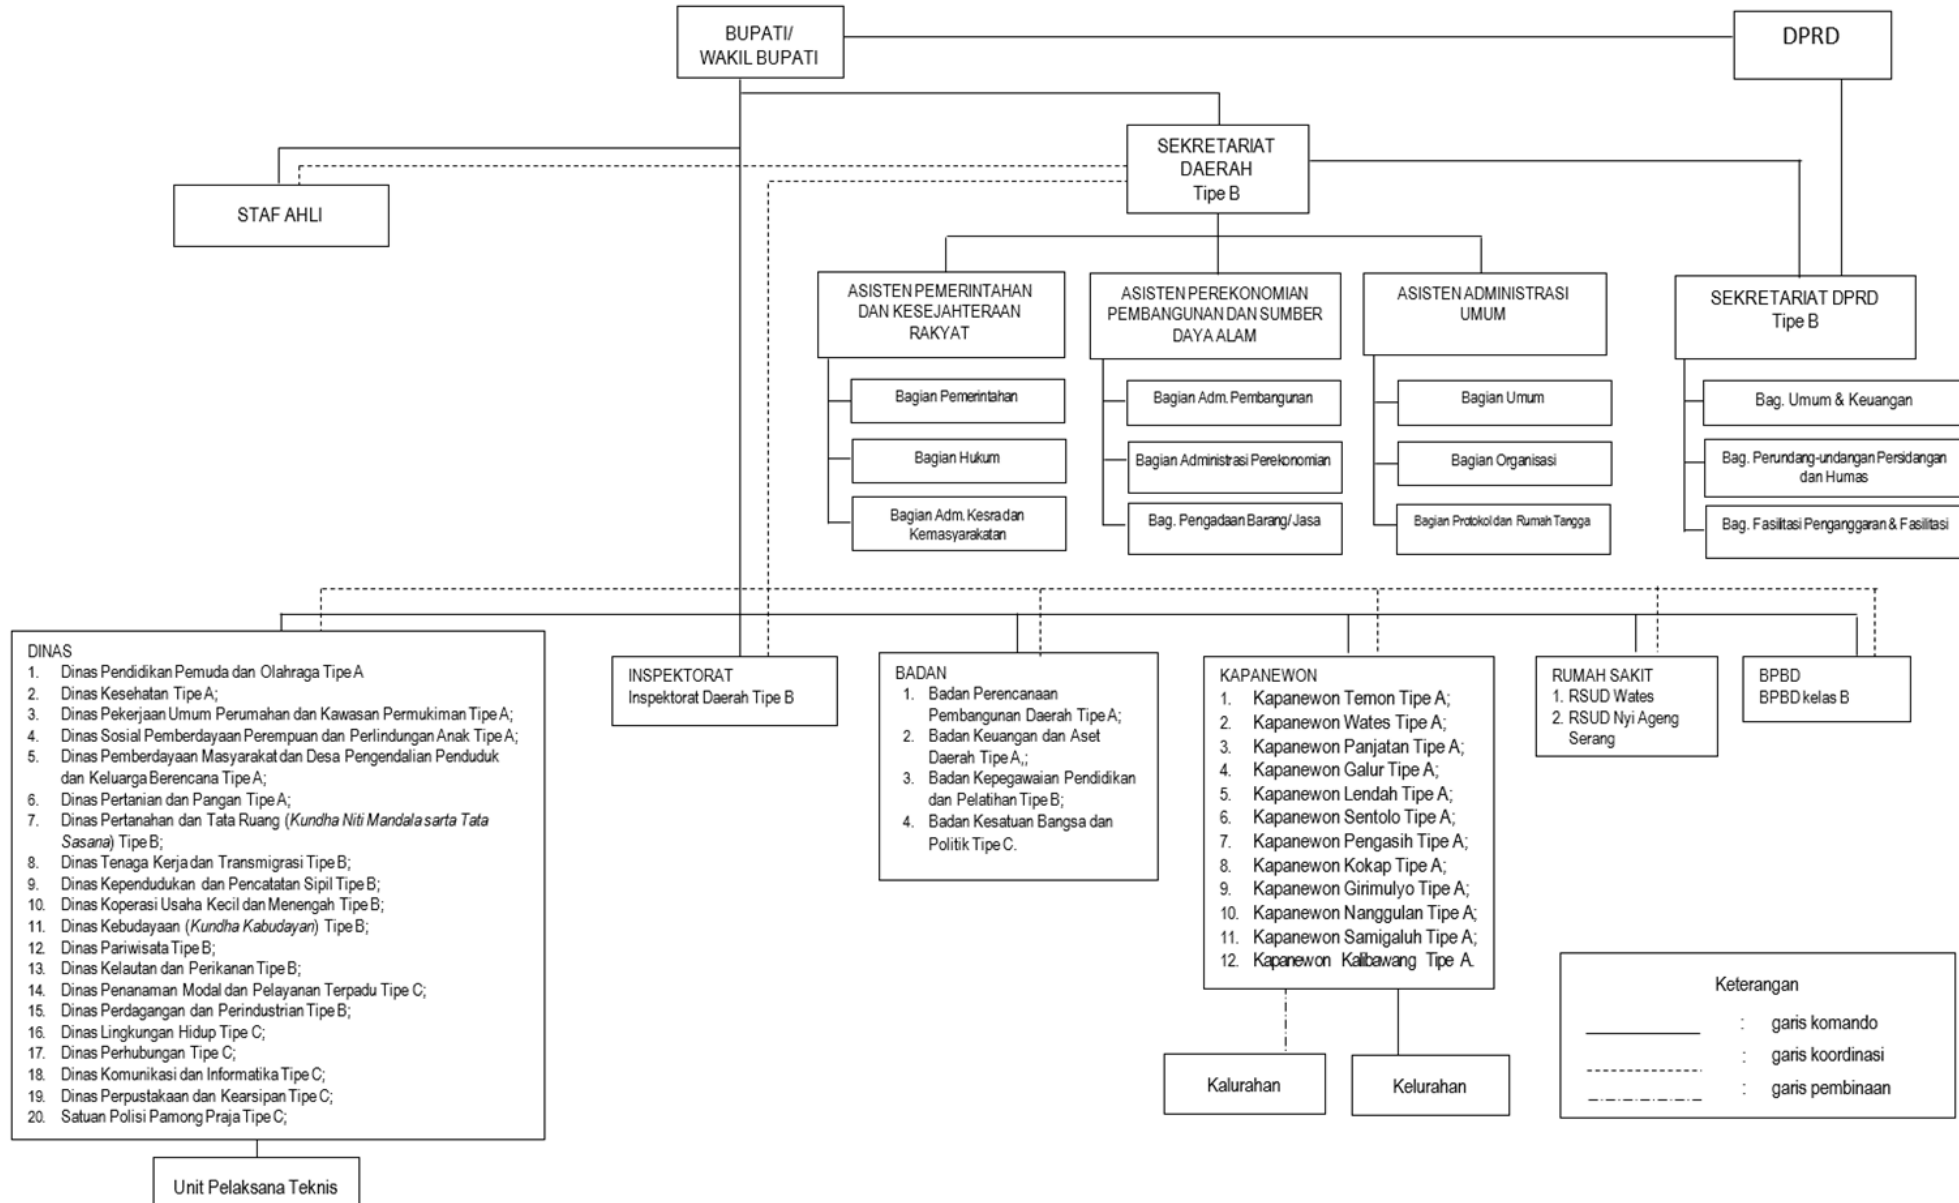 BUPATI/
WAKIL BUPATI
DPRD
SEKRETARIAT
DAERAH
Tipe B
STAF AHLI
ASISTEN PEMERINTAHAN
DAN KESEJAHTERAAN
RAKYAT
ASISTEN PEREKONOMIAN
PEMBANGUNAN DAN SUMBER
DAYA ALAM
ASISTEN ADMINISTRASI
UMUM
SEKRETARIAT DPRD
Tipe B
Bagian Pemerintahan
Bagian Hukum
Bagian Adm. Kesra dan
Kemasyarakatan
Bagian Adm. Pembangunan
Bagian Administrasi Perekonomian
Bag. Pengadaan Barang/ Jasa
Bagian Umum
Bagian Organisasi
Bagian Protokol dan Rumah Tangga
Bag. Umum & Keuangan
Bag. Perundang-undangan Persidangan
dan Humas
Bag. Fasilitasi Penganggaran & Fasilitasi
DINAS
1. Dinas Pendidikan Pemuda dan Olahraga Tipe A
2. Dinas Kesehatan Tipe A;
3. Dinas Pekerjaan Umum Perumahan dan Kawasan Permukiman Tipe A;
4. Dinas Sosial Pemberdayaan Perempuan dan Perlindungan Anak Tipe A;
5. Dinas Pemberdayaan Masyarakat dan Desa Pengendalian Penduduk
dan Keluarga Berencana Tipe A;
6. Dinas Pertanian dan Pangan Tipe A;
7. Dinas Pertanahan dan Tata Ruang (Kundha Niti Mandala sarta Tata
Sasana) Tipe B;
8. Dinas Tenaga Kerja dan Transmigrasi Tipe B;
9. Dinas Kependudukan dan Pencatatan Sipil Tipe B;
10. Dinas Koperasi Usaha Kecil dan Menengah Tipe B;
11. Dinas Kebudayaan (Kundha Kabudayan) Tipe B;
12. Dinas Pariwisata Tipe B;
13. Dinas Kelautan dan Perikanan Tipe B;
14. Dinas Penanaman Modal dan Pelayanan Terpadu Tipe C;
15. Dinas Perdagangan dan Perindustrian Tipe B;
16. Dinas Lingkungan Hidup Tipe C;
17. Dinas Perhubungan Tipe C;
18. Dinas Komunikasi dan Informatika Tipe C;
19. Dinas Perpustakaan dan Kearsipan Tipe C;
20. Satuan Polisi Pamong Praja Tipe C;
Unit Pelaksana Teknis
INSPEKTORAT
Inspektorat Daerah Tipe B
BADAN
1. Badan Perencanaan
Pembangunan Daerah Tipe A;
2. Badan Keuangan dan Aset
Daerah Tipe A,;
3. Badan Kepegawaian Pendidikan
dan Pelatihan Tipe B;
4. Badan Kesatuan Bangsa dan
Politik Tipe C.
KAPANEWON
1. Kapanewon Temon Tipe A;
2. Kapanewon Wates Tipe A;
3. Kapanewon Panjatan Tipe A;
4. Kapanewon Galur Tipe A;
5. Kapanewon Lendah Tipe A;
6. Kapanewon Sentolo Tipe A;
7. Kapanewon Pengasih Tipe A;
8. Kapanewon Kokap Tipe A;
9. Kapanewon Girimulyo Tipe A;
10. Kapanewon Nanggulan Tipe A;
11. Kapanewon Samigaluh Tipe A;
12. Kapanewon Kalibawang Tipe A.
Kalurahan
Kelurahan
RUMAH SAKIT
1. RSUD Wates
2. RSUD Nyi Ageng
Serang
BPBD
BPBD kelas B
Keterangan
: garis komando
: garis koordinasi
: garis pembinaan